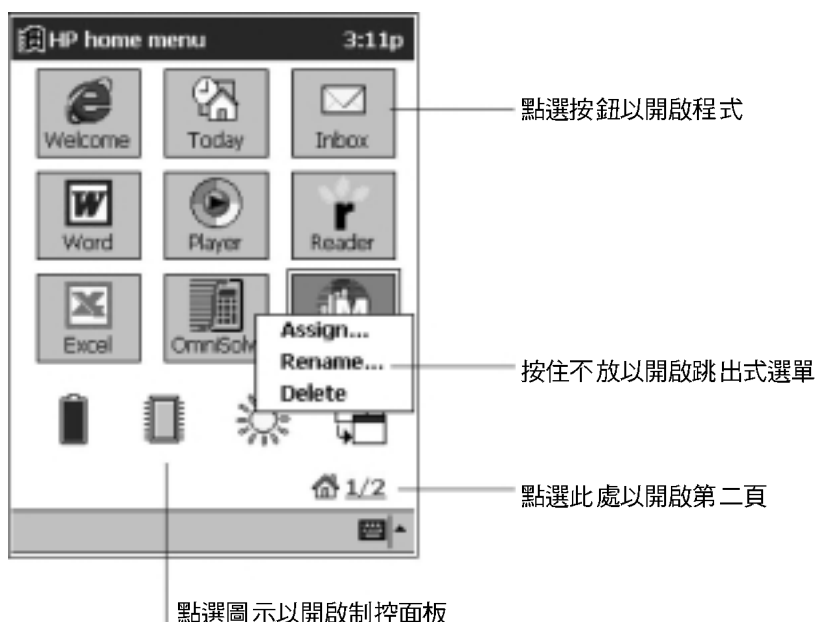 HP home menu 3:11p
Welcome Today Inbox
點選按鈕以開啟程式
Word Player Reader
Excel OmniSolv
Assign...
Rename...
Delete
按住不放以開啟跳出式選單
1/2
點選此處以開啟第二頁
點選圖示以開啟制控面板